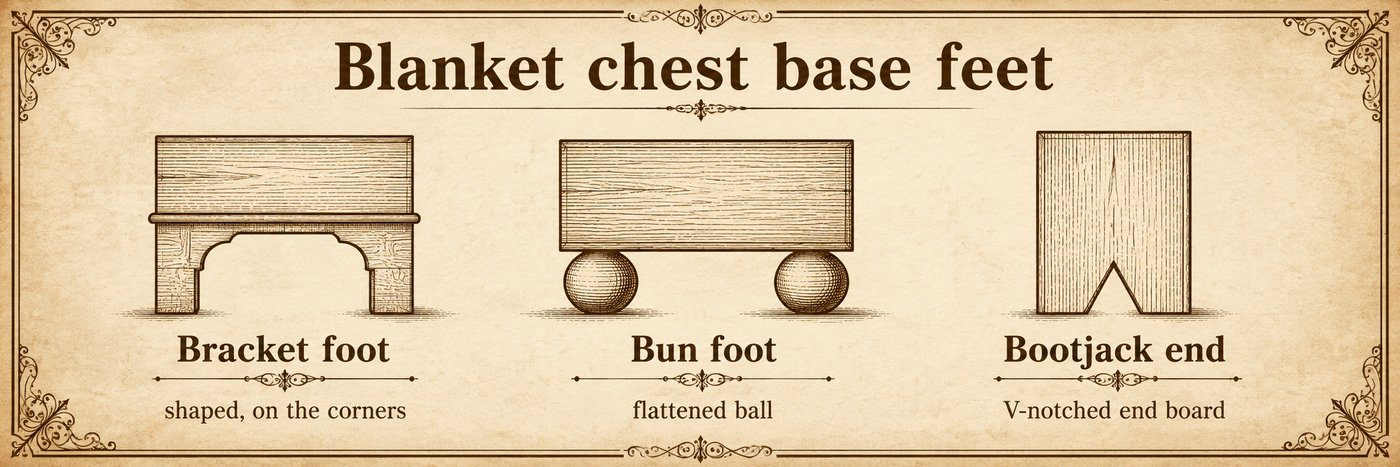 Blanket chest base feet
Bracket foot
shaped, on the corners
Bun foot
flattened ball
Bootjack end
V-notched end board